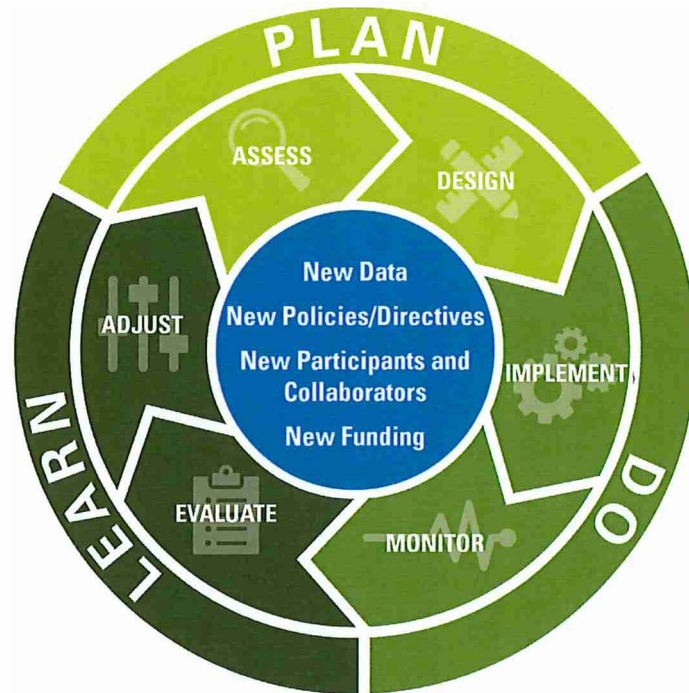 PLAN
ASSESS
DESIGN
New Data
New Policies/Directives
New Participants and
Collaborators
New Funding
ADJUST
IMPLEMENT
EVALUATE
MONITOR
LEARN
DO